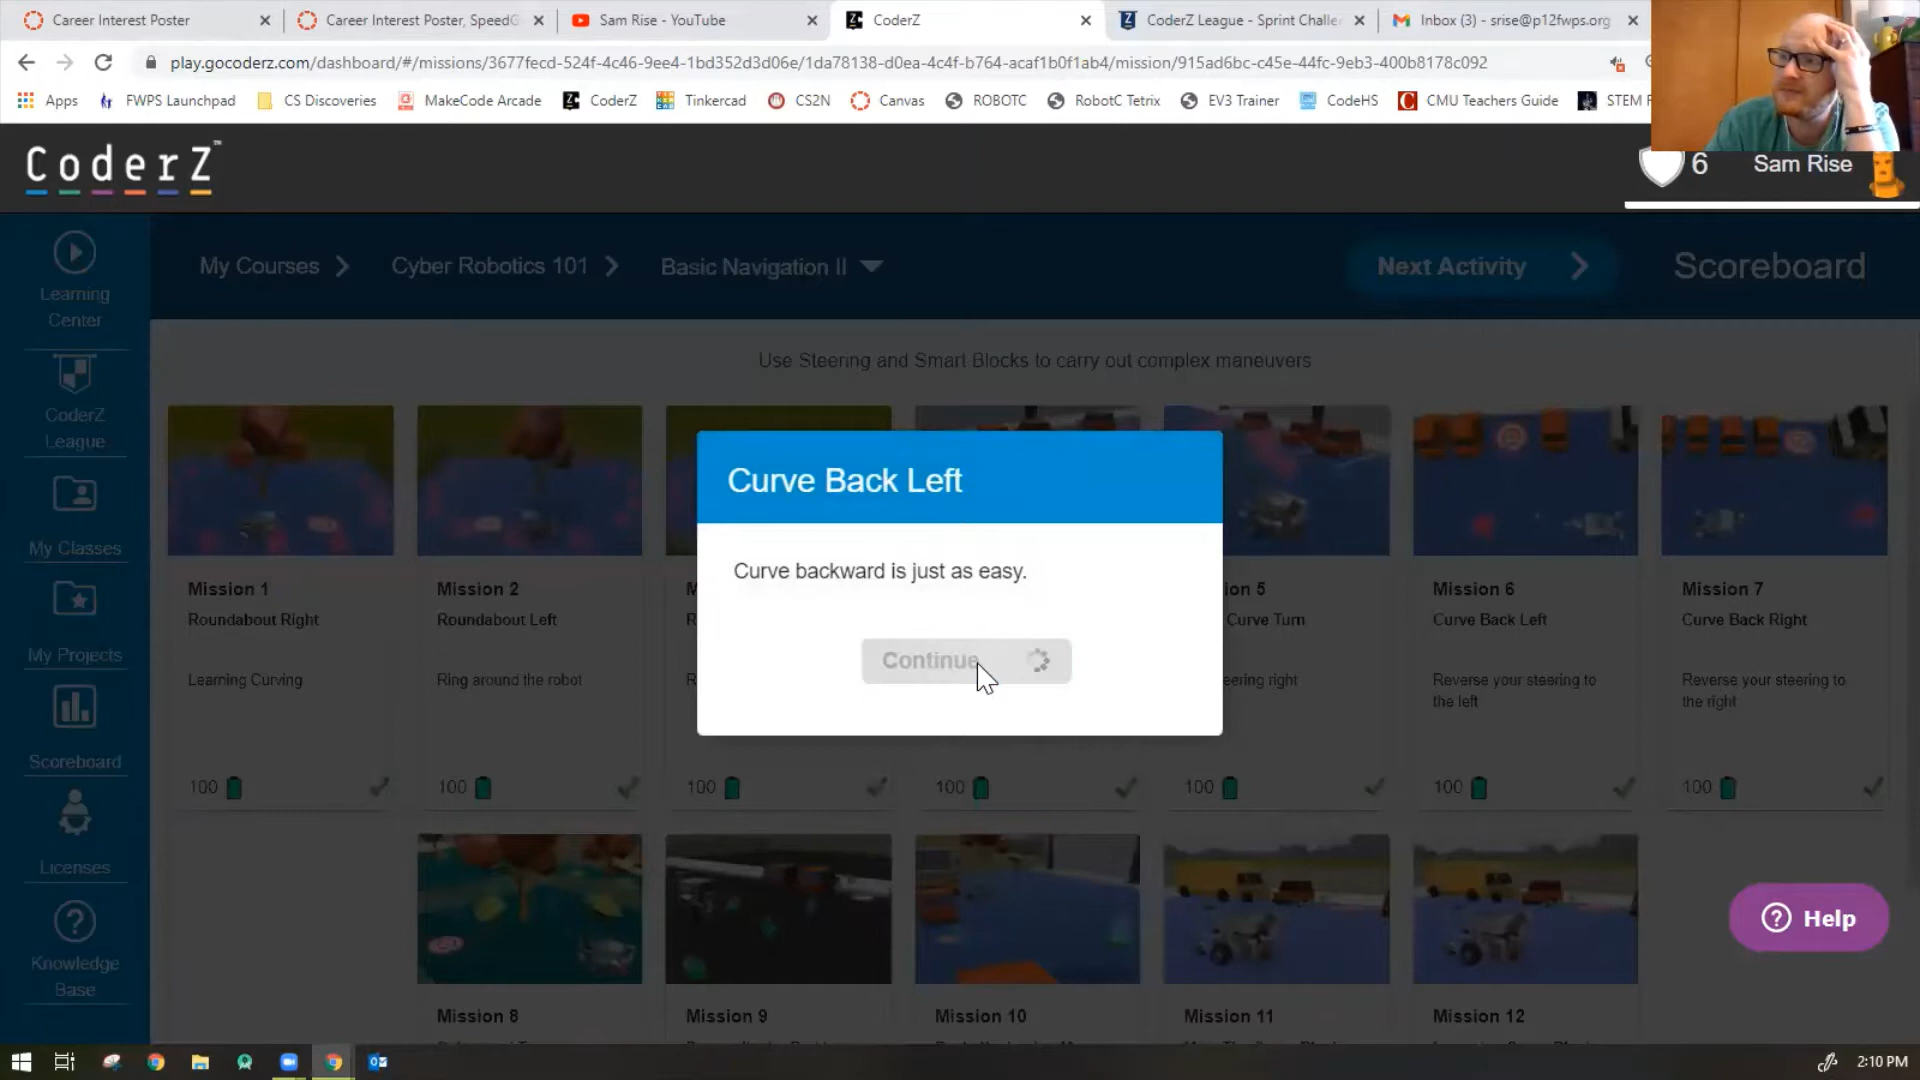 Career Interest Poster
Career Interest Poster, SpeedG
Sam Rise - YouTube
CoderZ
CoderZ League - Sprint Challe
Inbox (3) - srise@p12fwps.org
play.gocoderz.com/dashboard/#/missions/3677fecd-524f-4c46-9ee4-1bd352d3d06e/1da78138-d0ea-4c4f-b764-acaf1b0f1ab4/mission/915ad6bc-c45e-44fc-9eb3-400b8178c092
Apps
FWPS Launchpad
CS Discoveries
MakeCode Arcade
CoderZ
Tinkercad
CS2N
Canvas
ROBOTC
RobotC Tetrix
EV3 Trainer
CodeHS
CMU Teachers Guide
STEM F
CoderZ™
6
Sam Rise
Learning
Center
CoderZ
League
My Classes
My Projects
Scoreboard
Licenses
Knowledge
Base
My Courses
Cyber Robotics 101
Basic Navigation II
Next Activity
Scoreboard
Use Steering and Smart Blocks to carry out complex maneuvers
Curve Back Left
Curve backward is just as easy.
Continue
Mission 1
Roundabout Right
Learning Curving
100
Mission 2
Roundabout Left
Ring around the robot
100
100
100
ion 5
Curve Turn
eering right
100
Mission 6
Curve Back Left
Reverse your steering to
the left
100
Mission 7
Curve Back Right
Reverse your steering to
the right
100
Mission 8
Mission 9
Mission 10
Mission 11
Mission 12
Help
2:10 PM